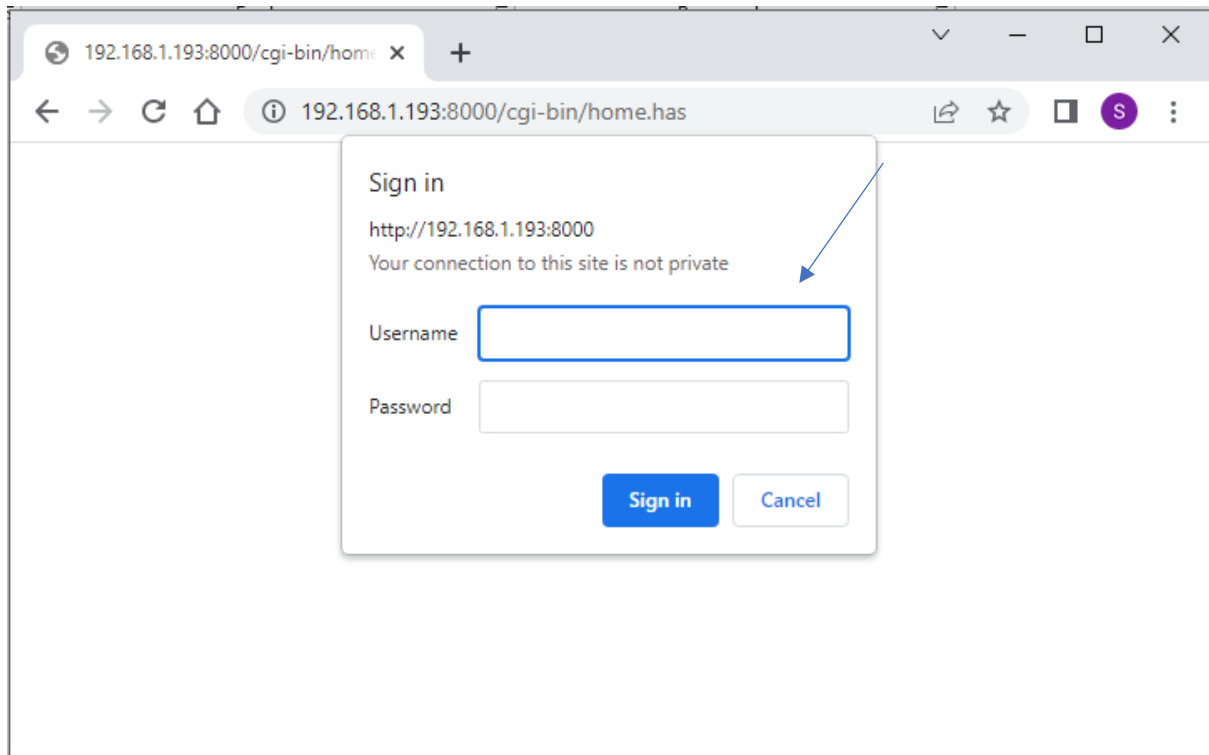 192.168.1.193:8000/cgi-bin/home
192.168.1.193:8000/cgi-bin/home.has
S
Sign in
http://192.168.1.193:8000
Your connection to this site is not private
Username
Password
Sign in
Cancel